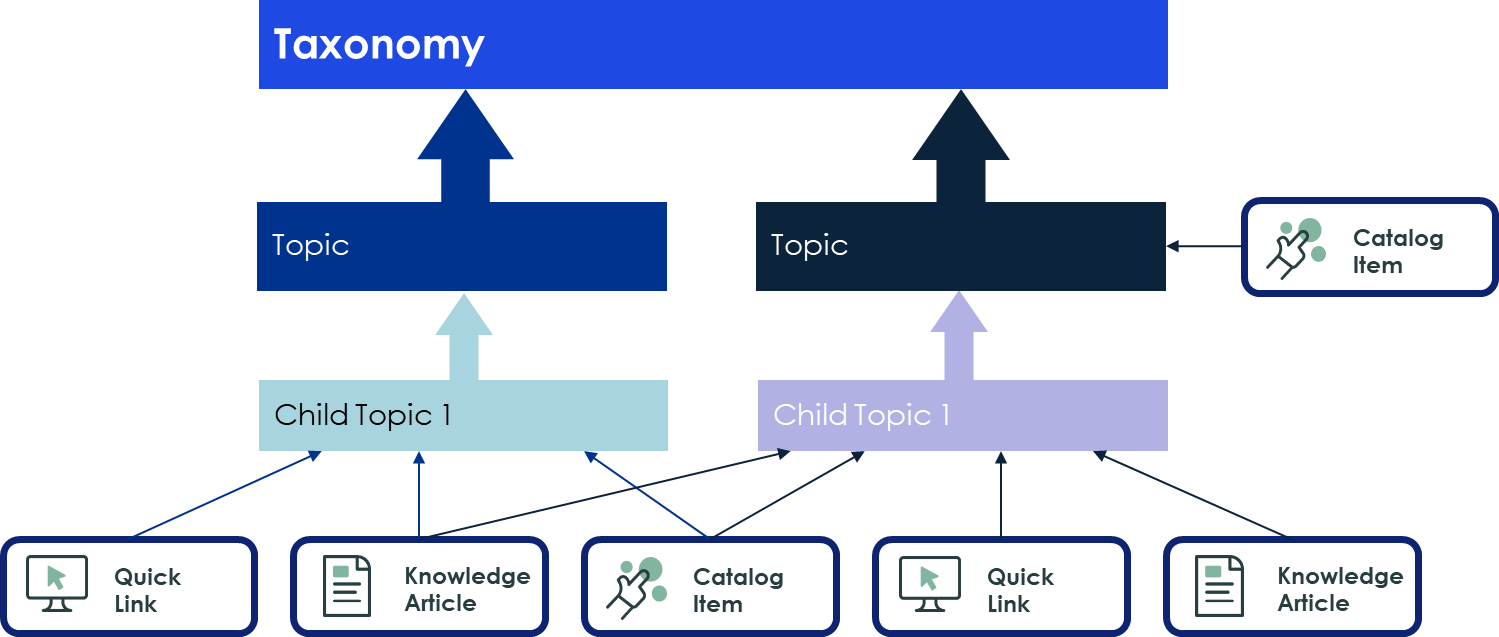 Taxonomy
Topic
Topic
Catalog
Item
Child Topic 1
Child Topic 1
Quick
Link
Knowledge
Article
Catalog
Item
Quick
Link
Knowledge
Article